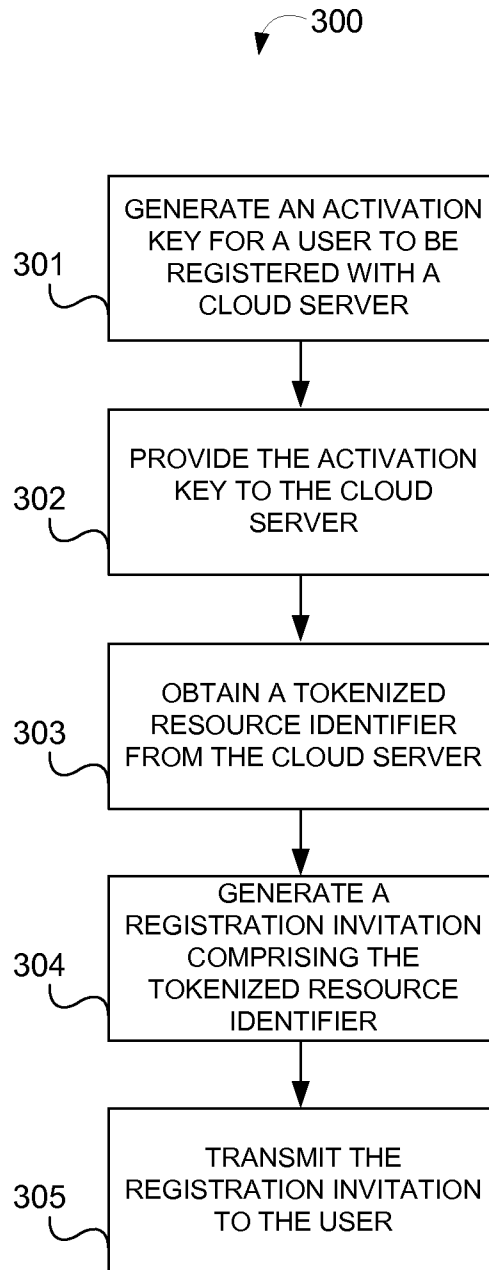 300
301
GENERATE AN ACTIVATION
KEY FOR A USER TO BE
REGISTERED WITH A
CLOUD SERVER
302
PROVIDE THE ACTIVATION
KEY TO THE CLOUD
SERVER
303
OBTAIN A TOKENIZED
RESOURCE IDENTIFIER
FROM THE CLOUD SERVER
304
GENERATE A
REGISTRATION INVITATION
COMPRISING THE
TOKENIZED RESOURCE
IDENTIFIER
305
TRANSMIT THE
REGISTRATION INVITATION
TO THE USER